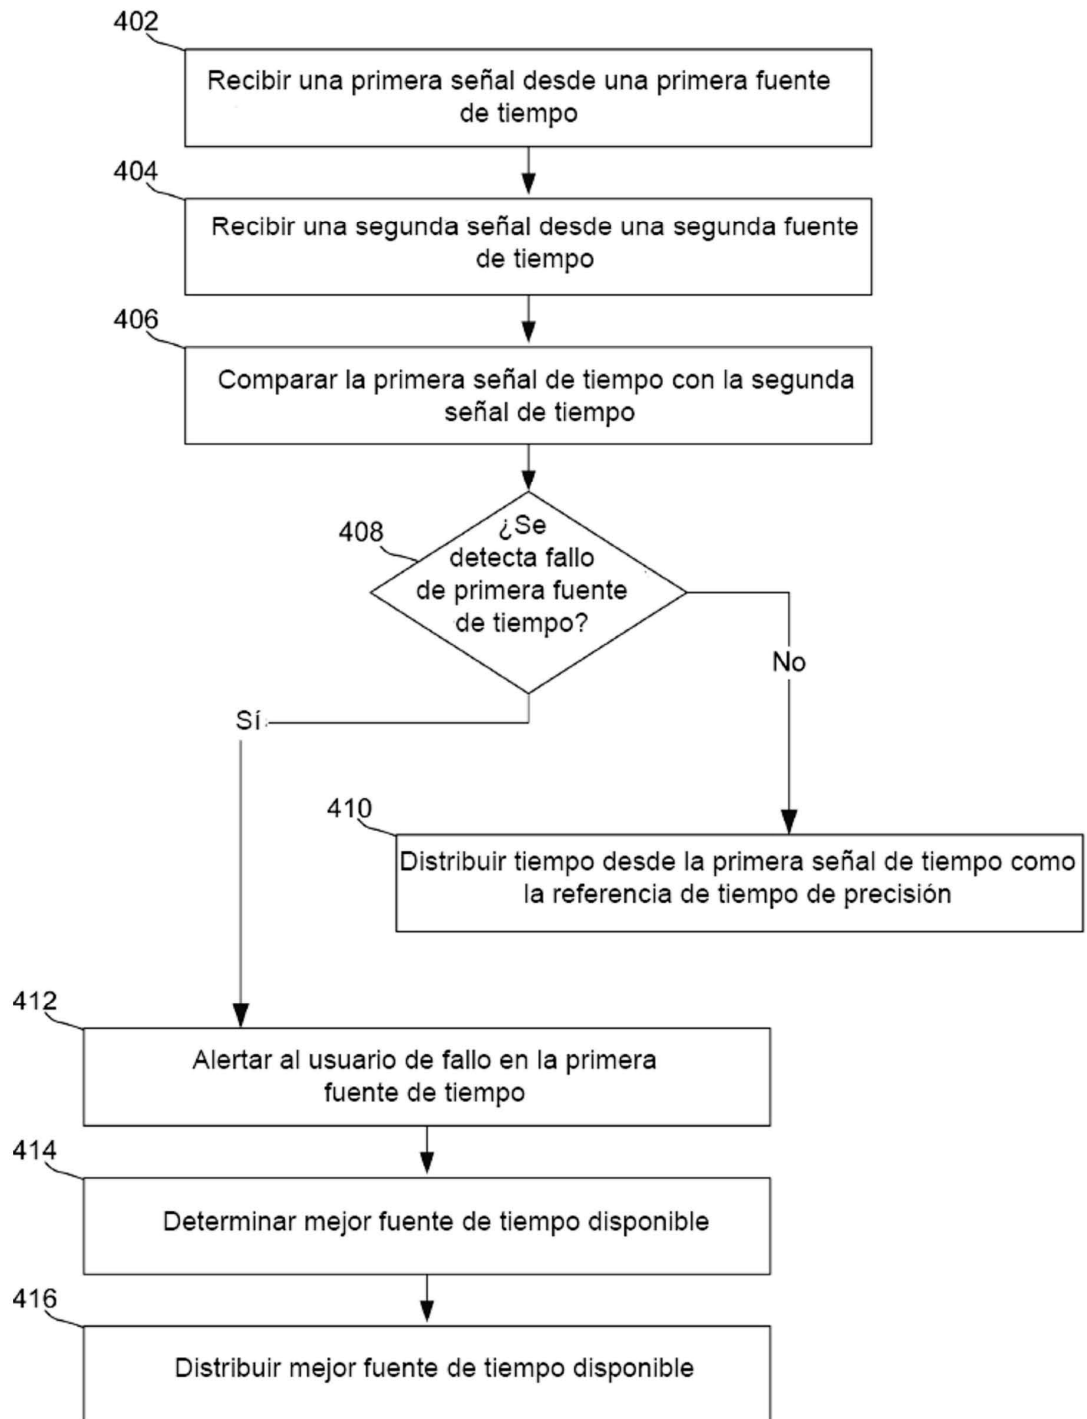 402
Recibir una primera señal desde una primera fuente
de tiempo
404
Recibir una segunda señal desde una segunda fuente
de tiempo
406
Comparar la primera señal de tiempo con la segunda
señal de tiempo
408
¿Se
detecta fallo
de primera fuente
de tiempo?
No
Sí
410
Distribuir tiempo desde la primera señal de tiempo como
la referencia de tiempo de precisión
412
Alertar al usuario de fallo en la primera
fuente de tiempo
414
Determinar mejor fuente de tiempo disponible
416
Distribuir mejor fuente de tiempo disponible